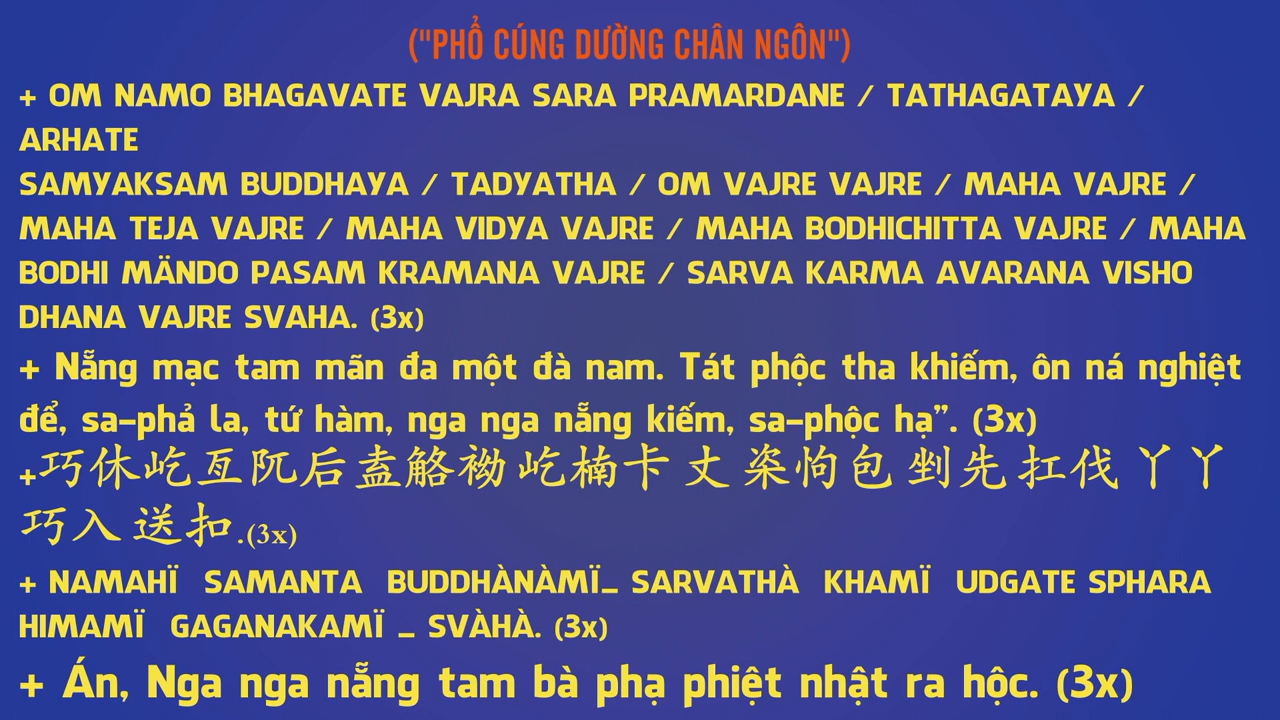 ("PHỔ CÚNG DƯỜNG CHÂN NGÔN")
+ OM NAMO BHAGAVATE VAJRA SARA PRAMARDANE / TATHAGATAYA /
ARHATE
SAMYAKSAM BUDDHAYA / TADYATHA / OM VAJRE VAJRE / MAHA VAJRE /
MAHA TEJA VAJRE / MAHA VIDYA VAJRE / MAHA BODHICHITTA VAJRE / MAHA
BODHI MÄNDO PASAM KRAMANA VAJRE / SARVA KARMA AVARANA VISHO
DHANA VAJRE SVAHA. (3x)
+ Nẵng mạc tam mãn đa một đà nam. Tát phộc tha khiếm, ôn ná nghiệt
để, sa-phả la, tứ hàm, nga nga nẵng kiếm, sa-phộc hạ”. (3x)
+巧休屹亙阢后盍觡袎屹楠卡丈楶怐包剉先扛伐丫丫
巧入送扣.(3x)
+ NAMAHÏ SAMANTA BUDDHÀNÀMÏ_ SARVATHÀ KHAMÏ UDGATE SPHARA
HIMAMÏ GAGANAKAMÏ _ SVÀHÀ. (3x)
+ Án, Nga nga nẵng tam bà phạ phiệt nhật ra hộc. (3x)